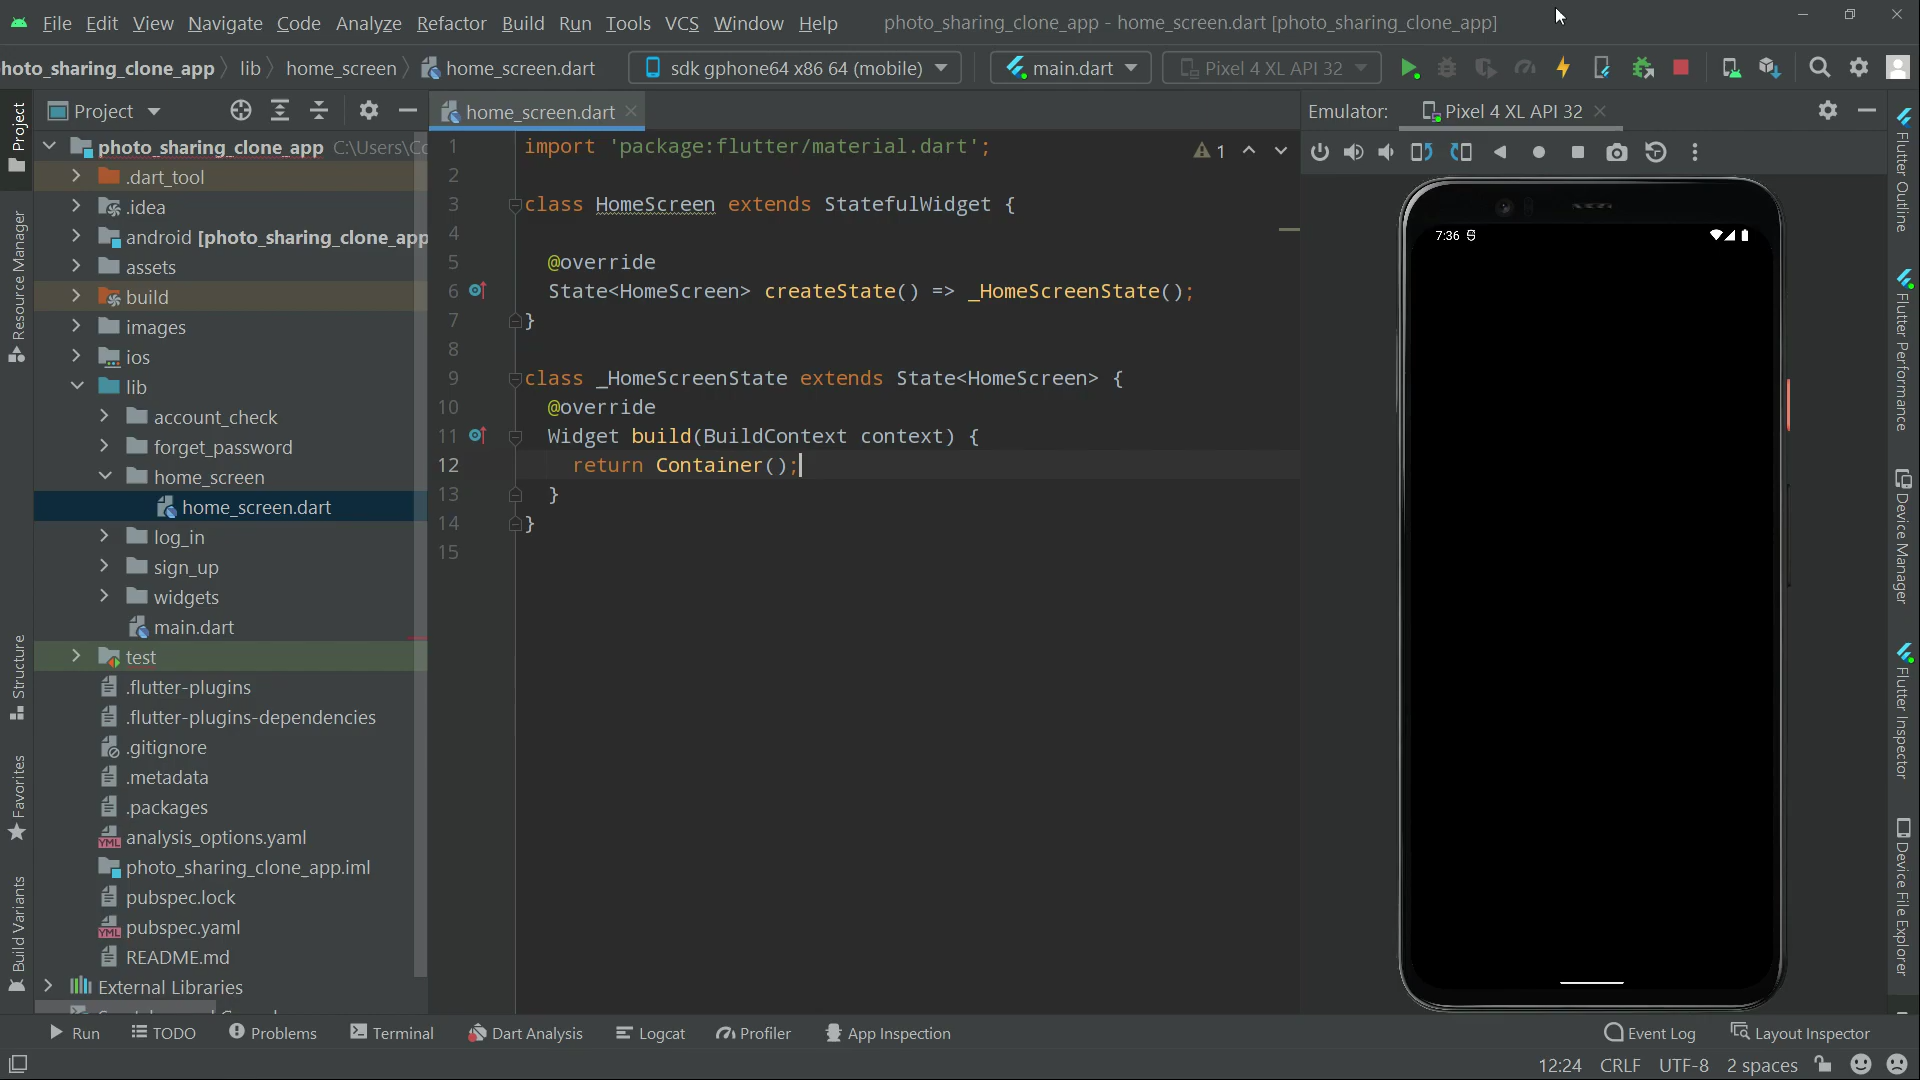 File Edit View Navigate Code Analyze Refactor Build Run Tools VCS Window Help photo_sharing_clone_app - home_screen.dart [photo_sharing_clone_app]
hoto_sharing_clone_app lib home_screen home_screen.dart sdk gphone64 x86 64 (mobile) main.dart Pixel 4 XL API 32
Project
home_screen.dart
Emulator: Pixel 4 XL API 32
photo_sharing_clone_app C:\Users\Co
.dart_tool
.idea
android [photo_sharing_clone_app
assets
build
images
ios
lib
account_check
forget_password
home_screen
home_screen.dart
log_in
sign_up
widgets
main.dart
test
.flutter-plugins
.flutter-plugins-dependencies
.gitignore
.metadata
.packages
analysis_options.yaml
photo_sharing_clone_app.iml
pubspec.lock
pubspec.yaml
README.md
External Libraries
1 import 'package:flutter/material.dart';
2
3 class HomeScreen extends StatefulWidget {
4
5 @override
6 State<HomeScreen> createState() => _HomeScreenState();
7 }
8
9 class _HomeScreenState extends State<HomeScreen> {
10 @override
11 Widget build(BuildContext context) {
12 return Container();
13 }
14 }
15
1
7:36
Project
Resource Manager
Structure
Favorites
Build Variants
Flutter Outline
Flutter Performance
Device Manager
Flutter Inspector
Device File Explorer
Run TODO Problems Terminal Dart Analysis Logcat Profiler App Inspection Event Log Layout Inspector
12:24 CRLF UTF-8 2 spaces